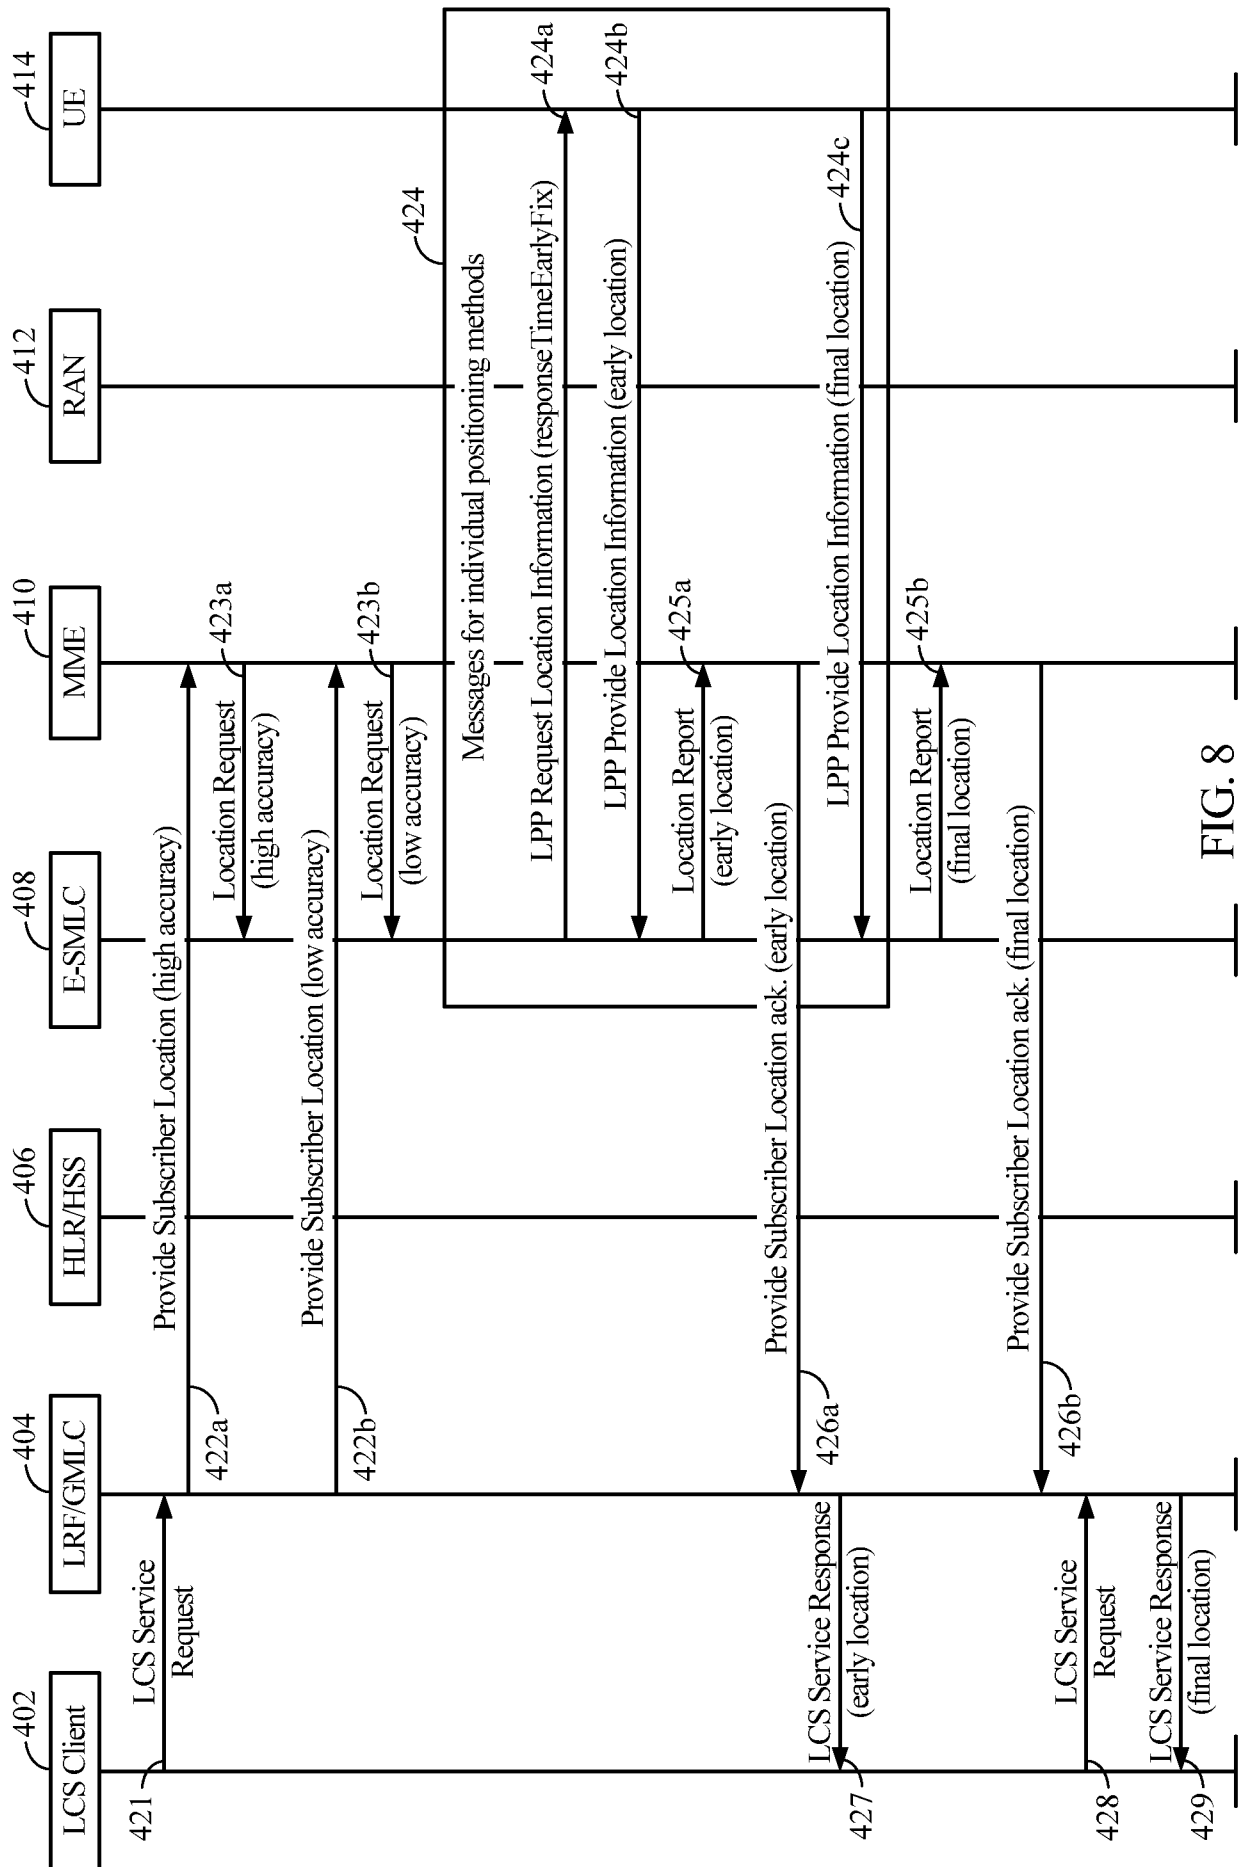 402
LCS Client
404
LRF/GMLC
406
HLR/HSS
408
E-SMLC
410
MME
412
RAN
414
UE
421
LCS Service
Request
Provide Subscriber Location (high accuracy)
422a
423a
Location Request
(high accuracy)
Provide Subscriber Location (low accuracy)
422b
423b
Location Request
(low accuracy)
424
Messages for individual positioning methods
LPP Request Location Information (responseTimeEarlyFix)
424a
LPP Provide Location Information (early location)
424b
Location Report
(early location)
425a
Provide Subscriber Location ack. (early location)
426a
LCS Service Response
(early location)
427
LPP Provide Location Information (final location)
424c
Location Report
(final location)
425b
Provide Subscriber Location ack. (final location)
426b
LCS Service
Request
428
LCS Service Response
(final location)
429
FIG. 8